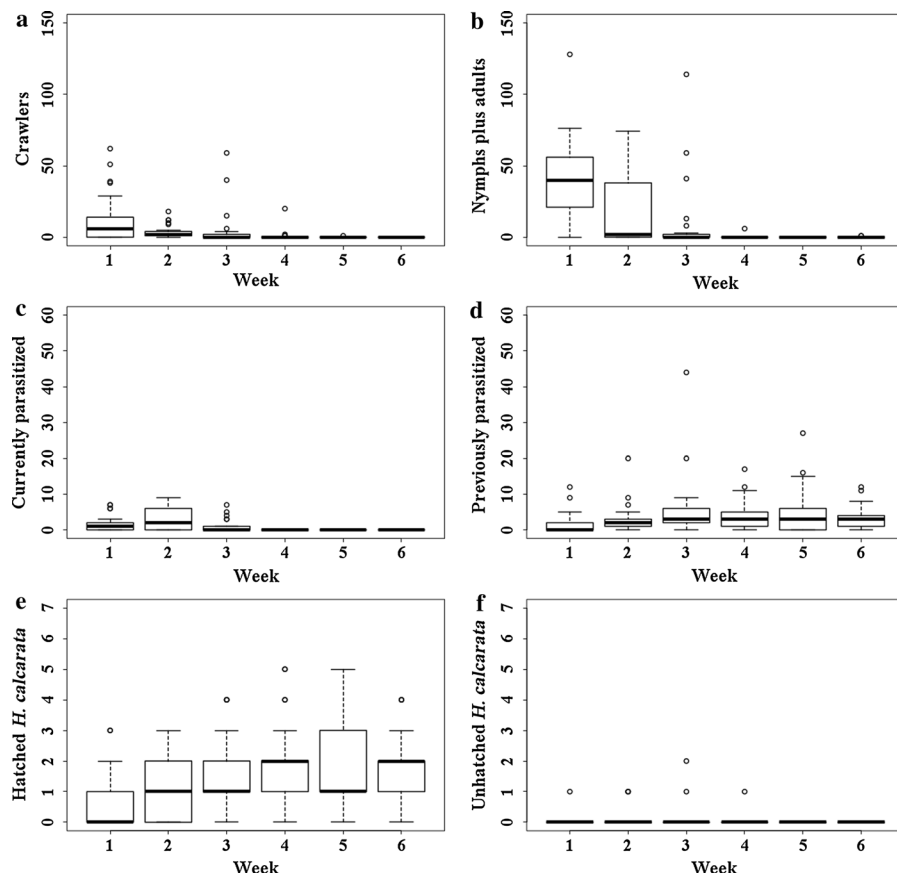 a
150
100
50
0
Crawlers
1 2 3 4 5 6
Week
b
150
100
50
0
Nymphs plus adults
1 2 3 4 5 6
Week
c
60
50
40
30
20
10
0
Currently parasitized
1 2 3 4 5 6
Week
d
60
50
40
30
20
10
0
Previously parasitized
1 2 3 4 5 6
Week
e
7
6
5
4
3
2
1
0
Hatched H. calcarata
1 2 3 4 5 6
Week
f
7
6
5
4
3
2
1
0
Unhatched H. calcarata
1 2 3 4 5 6
Week